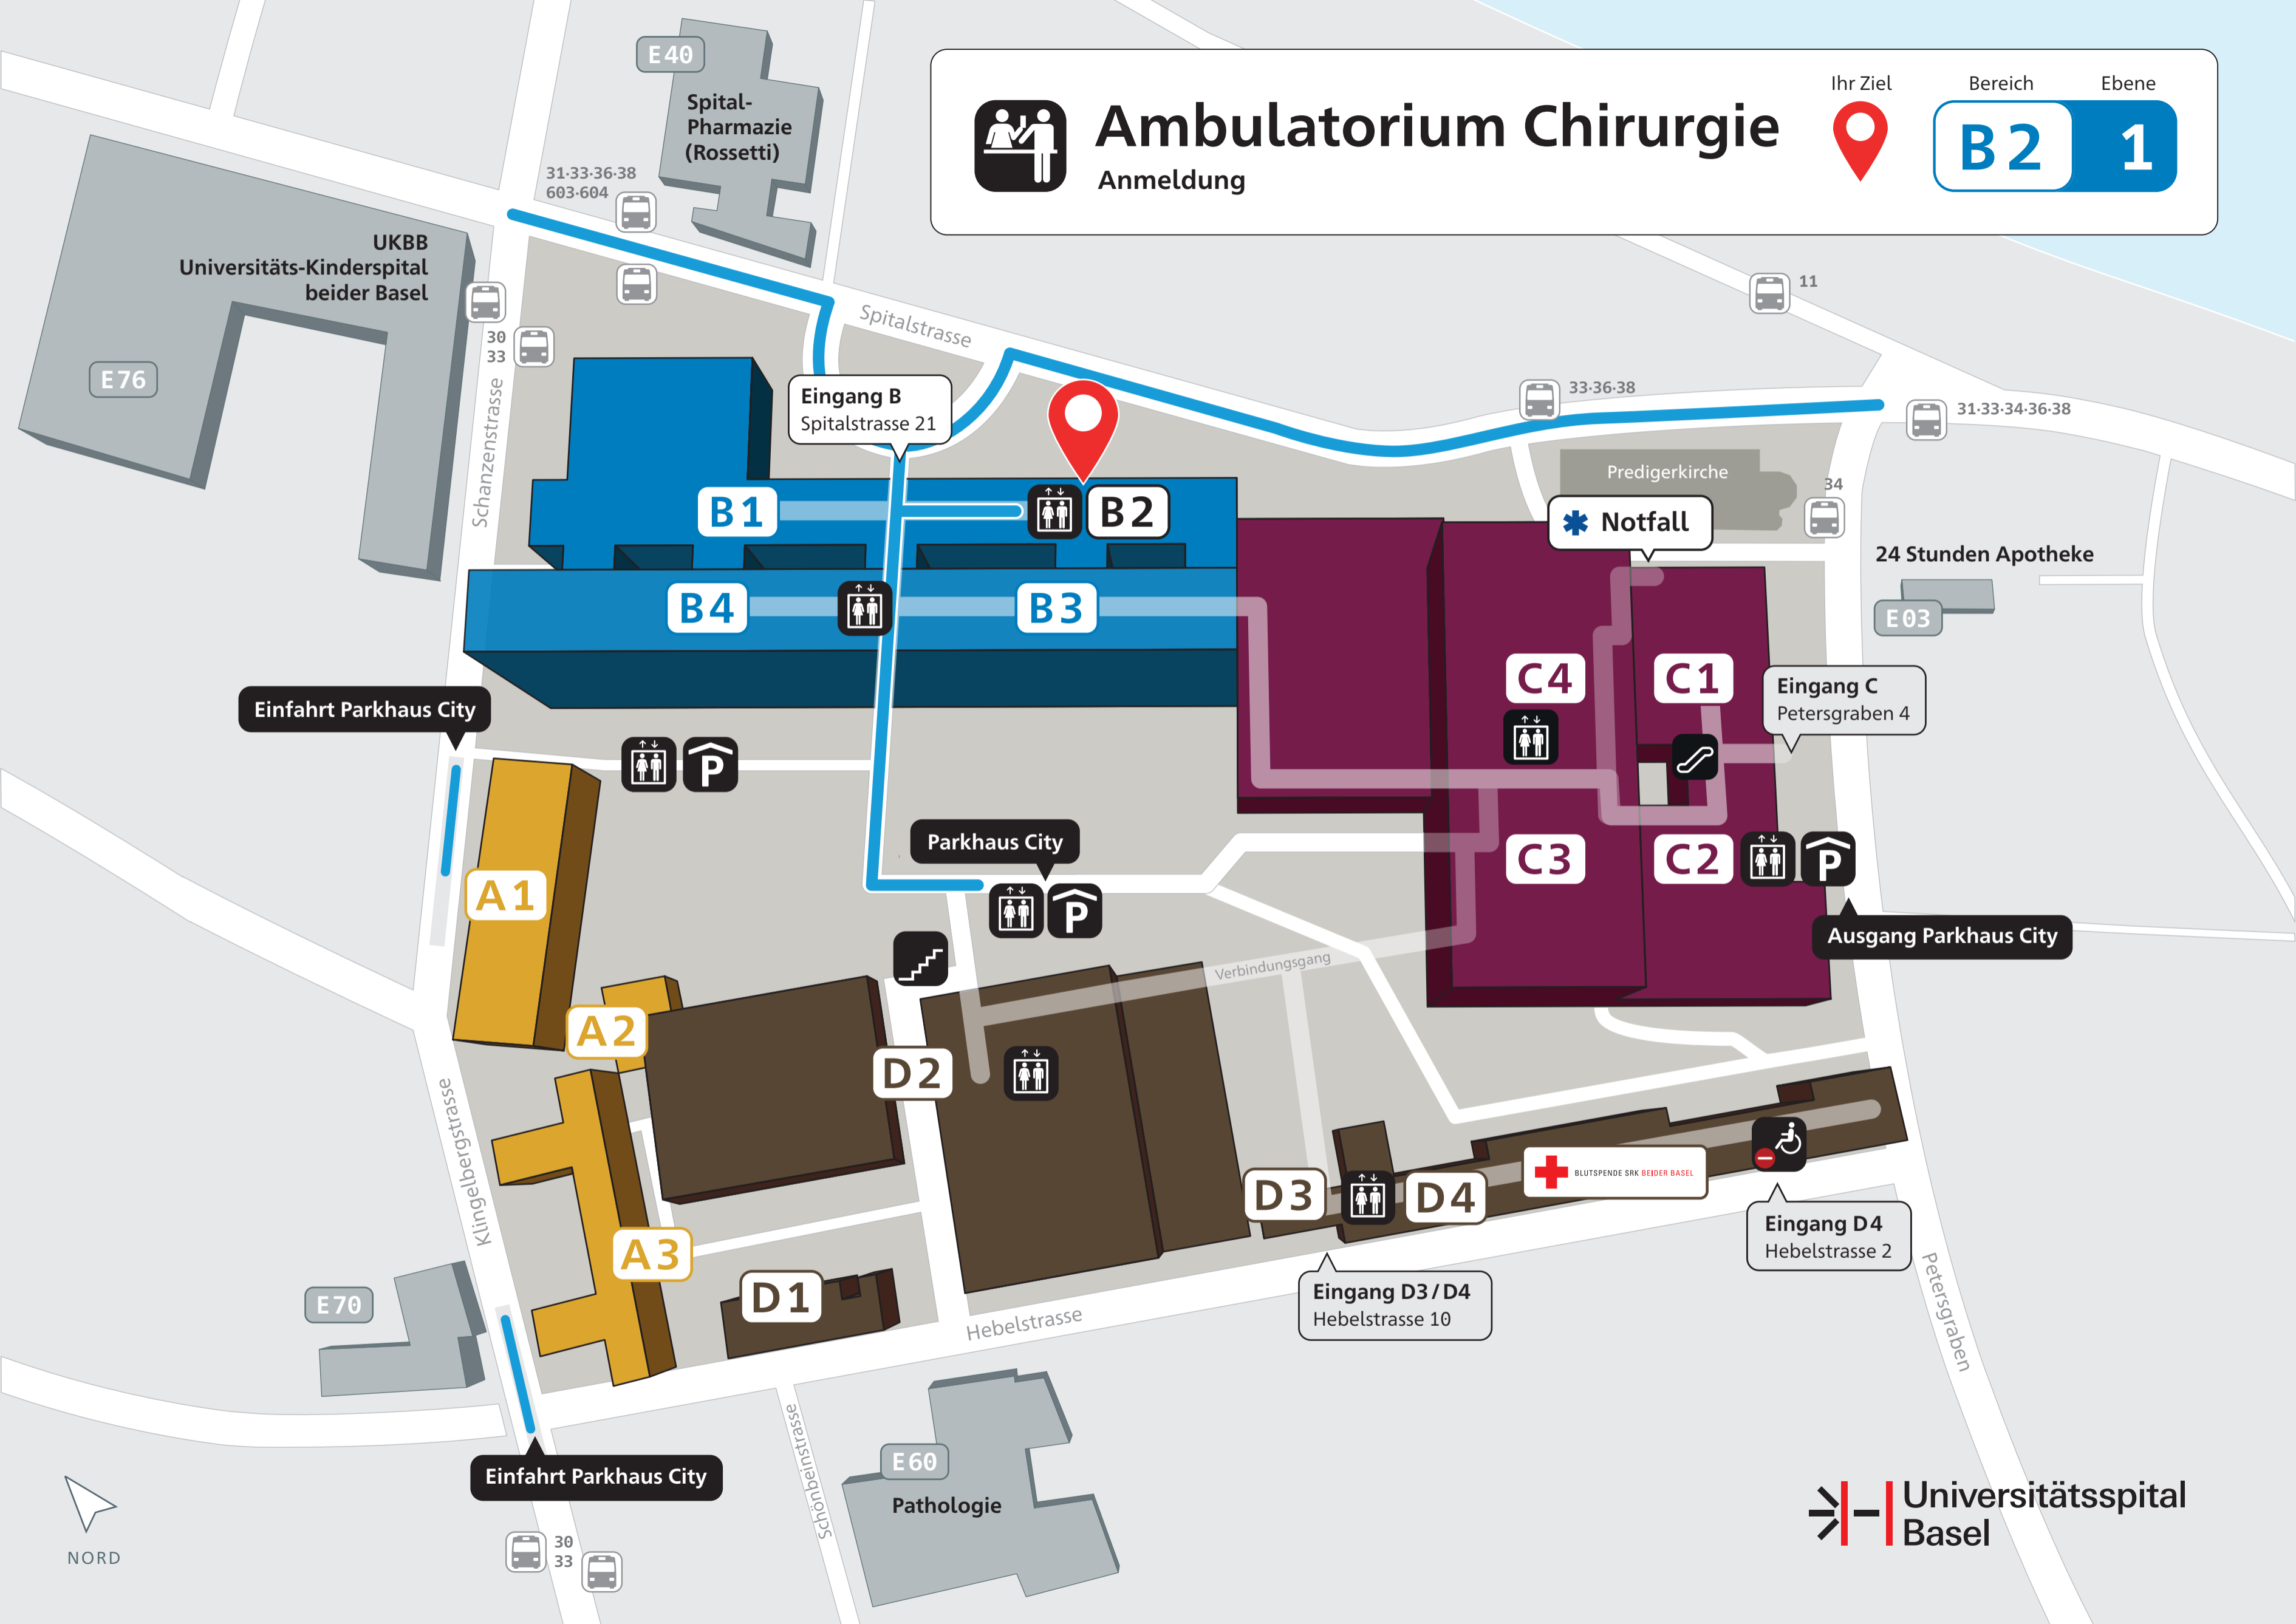 E40
Spital-
Pharmazie
(Rossetti)
Ambulatorium Chirurgie
Anmeldung
Ihr Ziel
Bereich
Ebene
B2
1
31·33·36·38
603·604
UKBB
Universitäts-Kinderspital
beider Basel
E76
30
33
Schanzenstrasse
Spitalstrasse
11
33·36·38
31·33·34·36·38
Eingang B
Spitalstrasse 21
Predigerkirche
34
Notfall
B1
B2
B4
B3
24 Stunden Apotheke
E03
C4
C1
Eingang C
Petersgraben 4
Einfahrt Parkhaus City
P
Parkhaus City
P
C3
C2
P
A1
Ausgang Parkhaus City
Verbindungsgang
A2
D2
Klingelbergstrasse
BLUTSPENDE SRK BEIDER BASEL
D3
D4
Eingang D4
Hebelstrasse 2
A3
D1
E70
Eingang D3/D4
Hebelstrasse 10
Hebelstrasse
Petersgraben
Schönbeinstrasse
E60
Pathologie
Einfahrt Parkhaus City
30
33
NORD
Universitätsspital
Basel